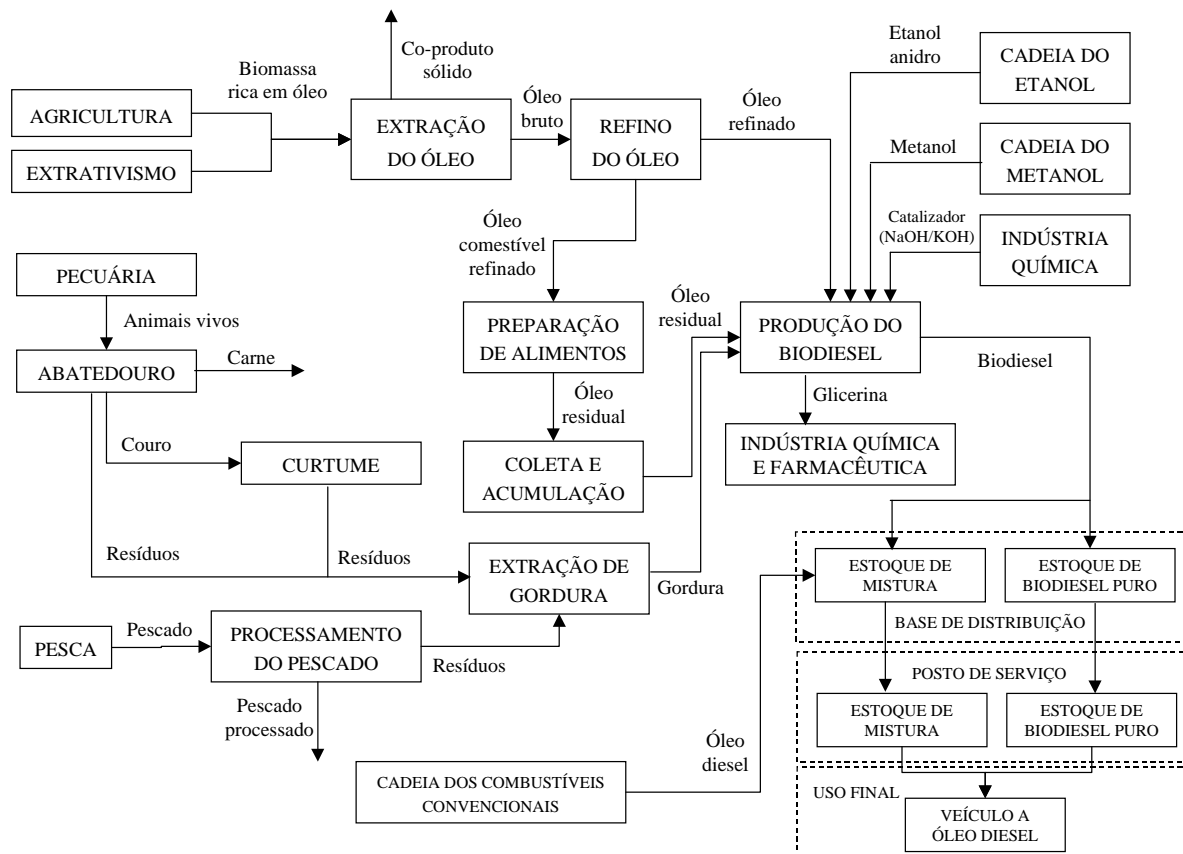 Co-produto
sólido
Etanol
anidro
CADEIA DO
ETANOL
Biomassa
rica em óleo
AGRICULTURA
EXTRATIVISMO
EXTRAÇÃO
DO ÓLEO
Óleo
bruto
REFINO
DO ÓLEO
Óleo
refinado
Metanol
CADEIA DO
METANOL
Óleo
comestível
refinado
Catalizador
(NaOH/KOH)
INDÚSTRIA
QUÍMICA
PECUÁRIA
Animais vivos
ABATEDOURO
Carne
PREPARAÇÃO
DE ALIMENTOS
Óleo
residual
PRODUÇÃO DO
BIODIESEL
Biodiesel
Óleo
residual
Glicerina
Couro
CURTUME
COLETA E
ACUMULAÇÃO
INDÚSTRIA QUÍMICA
E FARMACÊUTICA
Resíduos
Resíduos
EXTRAÇÃO DE
GORDURA
Gordura
ESTOQUE DE
MISTURA
ESTOQUE DE
BIODIESEL PURO
BASE DE DISTRIBUIÇÃO
PESCA
Pescado
PROCESSAMENTO
DO PESCADO
Resíduos
POSTO DE SERVIÇO
Pescado
processado
ESTOQUE DE
MISTURA
ESTOQUE DE
BIODIESEL PURO
Óleo
diesel
CADEIA DOS COMBUSTÍVEIS
CONVENCIONAIS
USO FINAL
VEÍCULO A
ÓLEO DIESEL